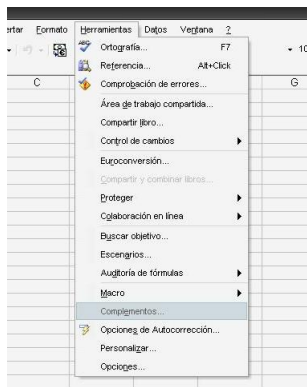 ertar Formato Herramientas Datos Ventana ?
Ortografía... F7
Referencia... Alt+Click
Comprobación de errores...
Área de trabajo compartida...
Compartir libro...
Control de cambios
Euroconversión...
Compartir y combinar libros...
Proteger
Colaboración en línea
Buscar objetivo...
Escenarios...
Auditoría de fórmulas
Macro
Complementos...
Opciones de Autocorrección...
Personalizar...
Opciones...
10
C G